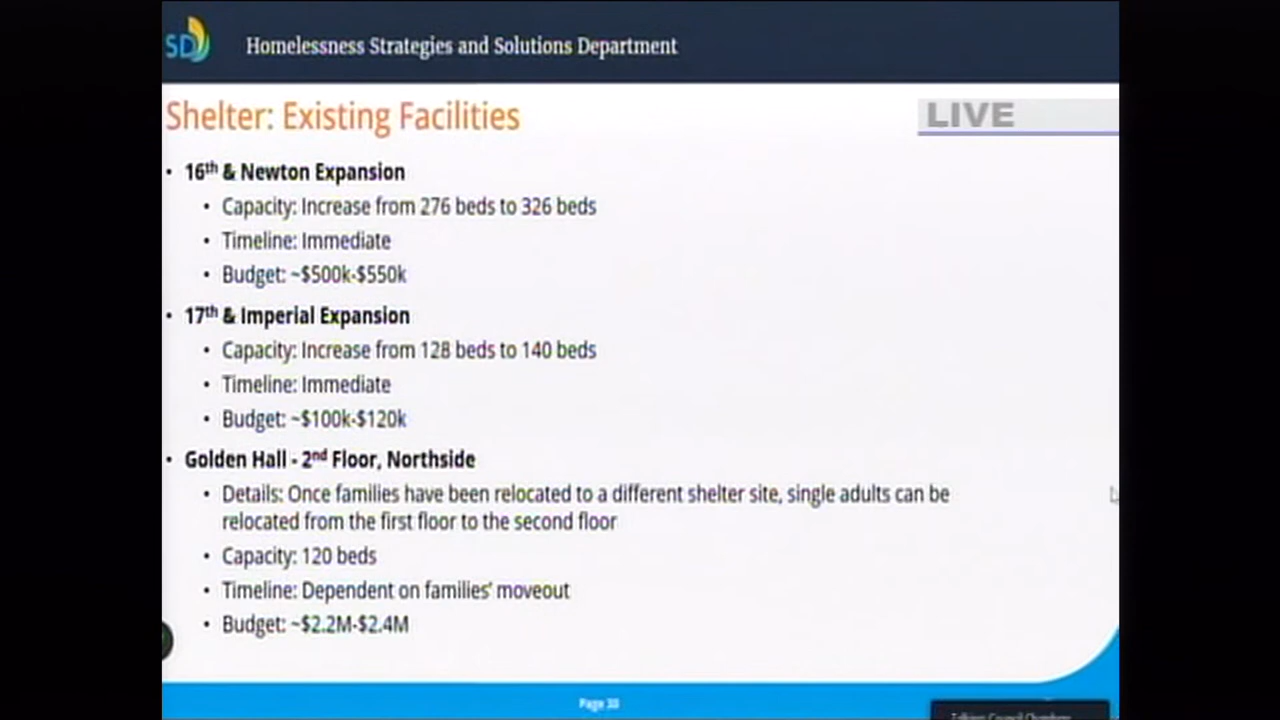 SD
Homelessness Strategies and Solutions Department
Shelter: Existing Facilities
LIVE
• 16th & Newton Expansion
• Capacity: Increase from 276 beds to 326 beds
• Timeline: Immediate
• Budget: ~$500k-$550k
• 17th & Imperial Expansion
• Capacity: Increase from 128 beds to 140 beds
• Timeline: Immediate
• Budget: ~$100k-$120k
• Golden Hall - 2nd Floor, Northside
• Details: Once families have been relocated to a different shelter site, single adults can be
relocated from the first floor to the second floor
• Capacity: 120 beds
• Timeline: Dependent on families' moveout
• Budget: ~$2.2M-$2.4M
Page 30